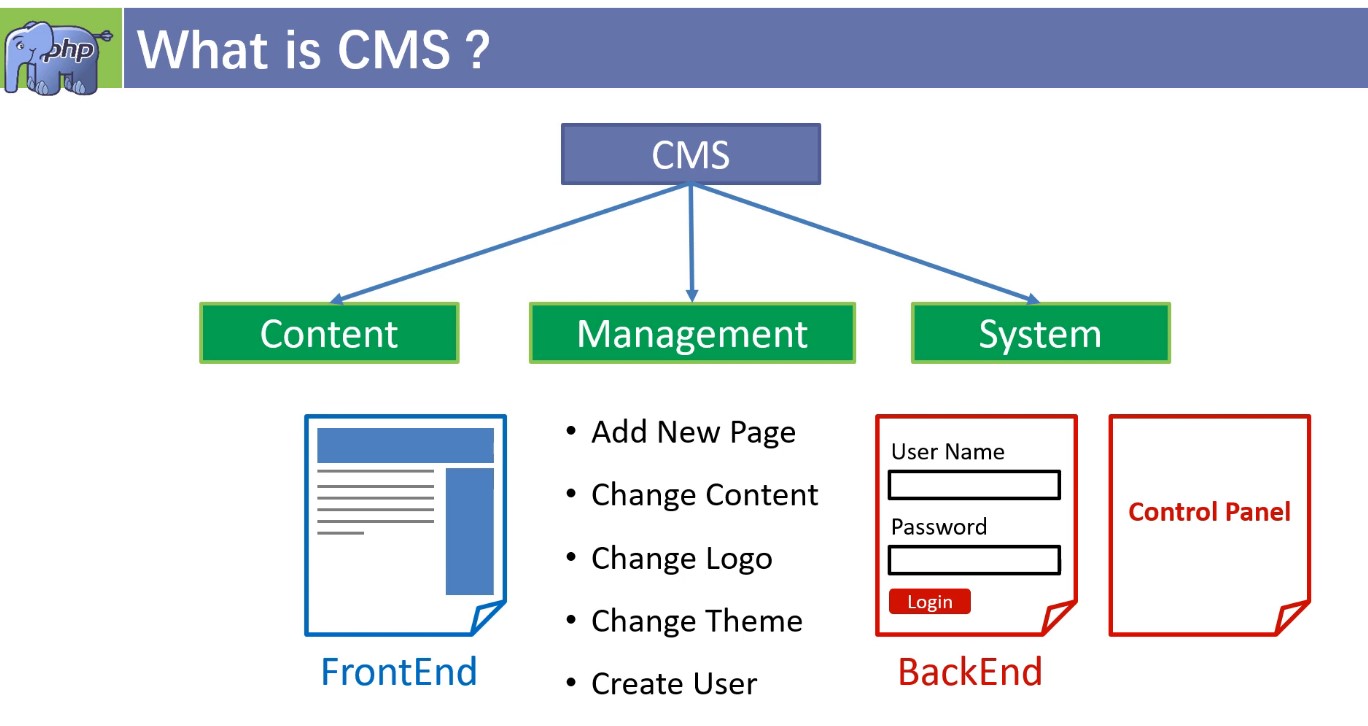 php
What is CMS ?
CMS
Content
Management
System
FrontEnd
• Add New Page
• Change Content
• Change Logo
• Change Theme
• Create User
User Name
Password
Login
BackEnd
Control Panel